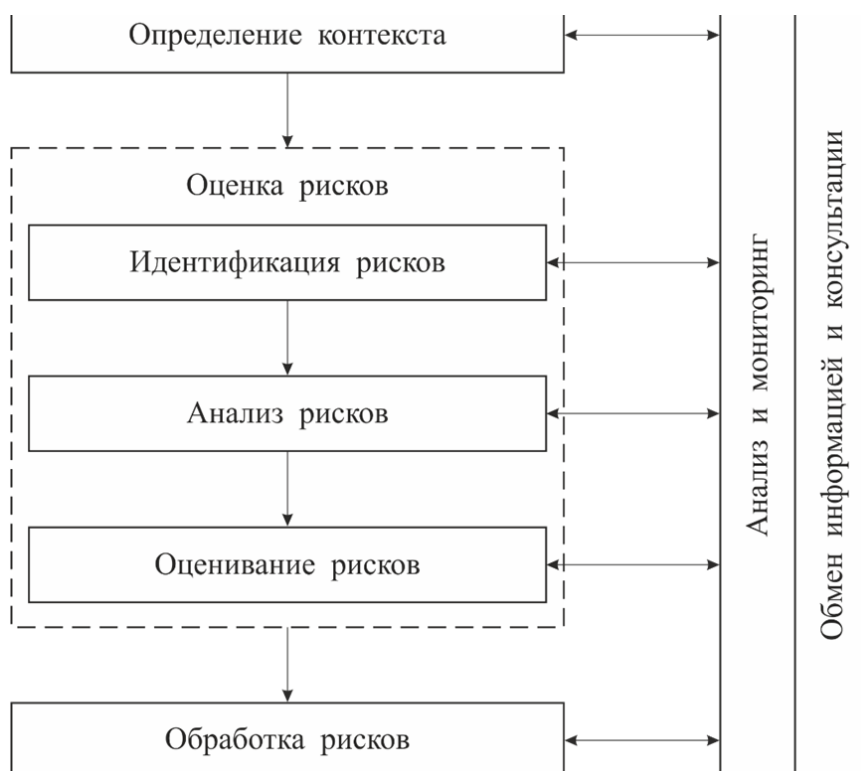 Определение контекста
Оценка рисков
Идентификация рисков
Анализ рисков
Оценивание рисков
Обработка рисков
Анализ и мониторинг
Обмен информацией и консультации